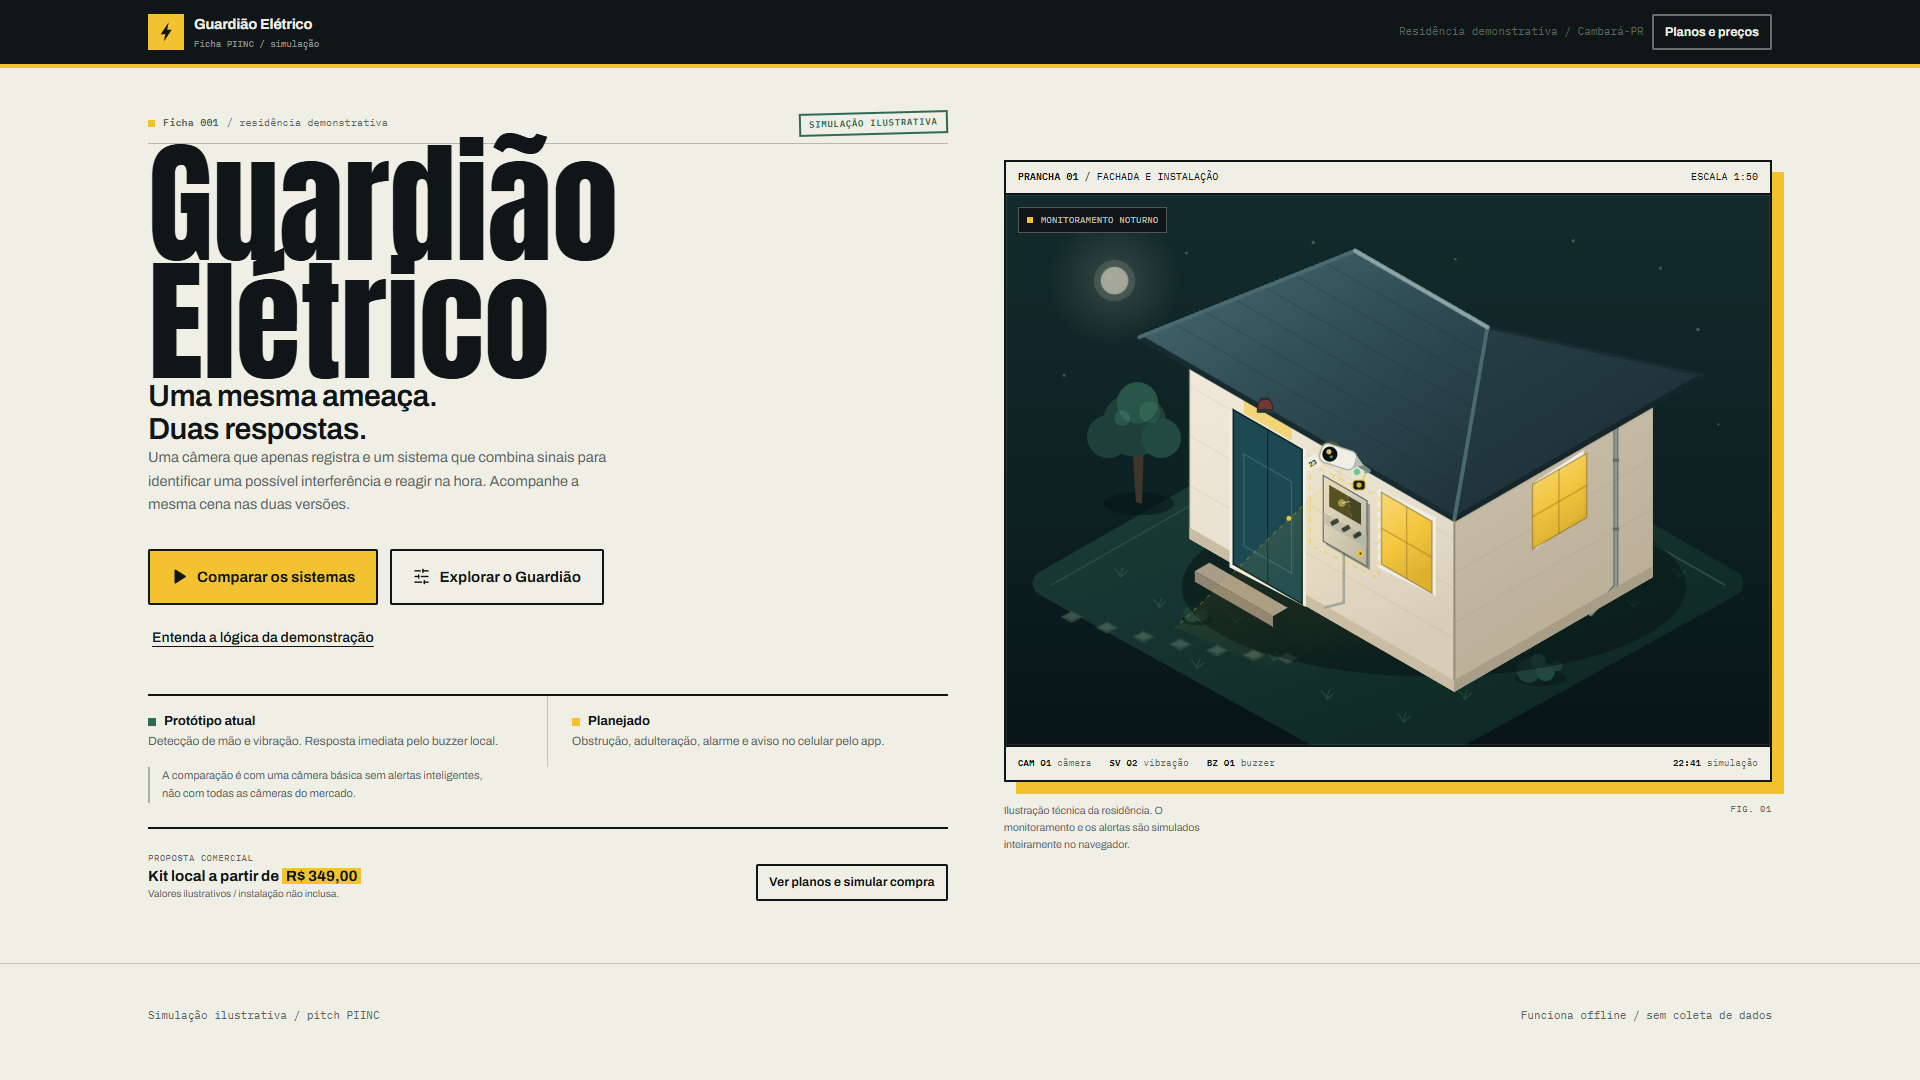 Guardião Elétrico
Ficha PIINC / simulação
Residência demonstrativa / Cambará-PR
Planos e preços
Ficha 001 / residência demonstrativa
SIMULAÇÃO ILUSTRATIVA
Guardião
Elétrico
Uma mesma ameaça.
Duas respostas.
Uma câmera que apenas registra e um sistema que combina sinais para
identificar uma possível interferência e reagir na hora. Acompanhe a
mesma cena nas duas versões.
Comparar os sistemas
Explorar o Guardião
Entenda a lógica da demonstração
Protótipo atual
Detecção de mão e vibração. Resposta imediata pelo buzzer local.
A comparação é com uma câmera básica sem alertas inteligentes,
não com todas as câmeras do mercado.
Planejado
Obstrução, adulteração, alarme e aviso no celular pelo app.
PROPOSTA COMERCIAL
Kit local a partir de R$ 349,00
Valores ilustrativos / instalação não inclusa.
Ver planos e simular compra
PRANCHA 01 / FACHADA E INSTALAÇÃO
ESCALA 1:50
MONITORAMENTO NOTURNO
23
CAM 01 câmera
SV 02 vibração
BZ 01 buzzer
22:41 simulação
Ilustração técnica da residência. O
monitoramento e os alertas são simulados
inteiramente no navegador.
FIG. 01
Simulação ilustrativa / pitch PIINC
Funciona offline / sem coleta de dados